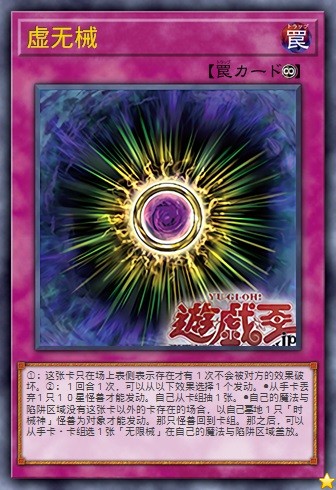 虚无械
トラップ
罠
【罠カード】
YU-GI-OH!
遊戯王
jp
①：这张卡只在场上表侧表示存在才有１次不会被对方的效果破
坏。②：１回合１次，可以从以下效果选择１个发动。●从手卡丢
弃１只１０星怪兽才能发动。自己从卡组抽１张。●自己的魔法与
陷阱区域没有这张卡以外的卡存在的场合，以自己墓地１只「时
械神」怪兽为对象才能发动。那只怪兽回到卡组。那之后，可以
从手卡・卡组选１张「无限械」在自己的魔法与陷阱区域盖放。